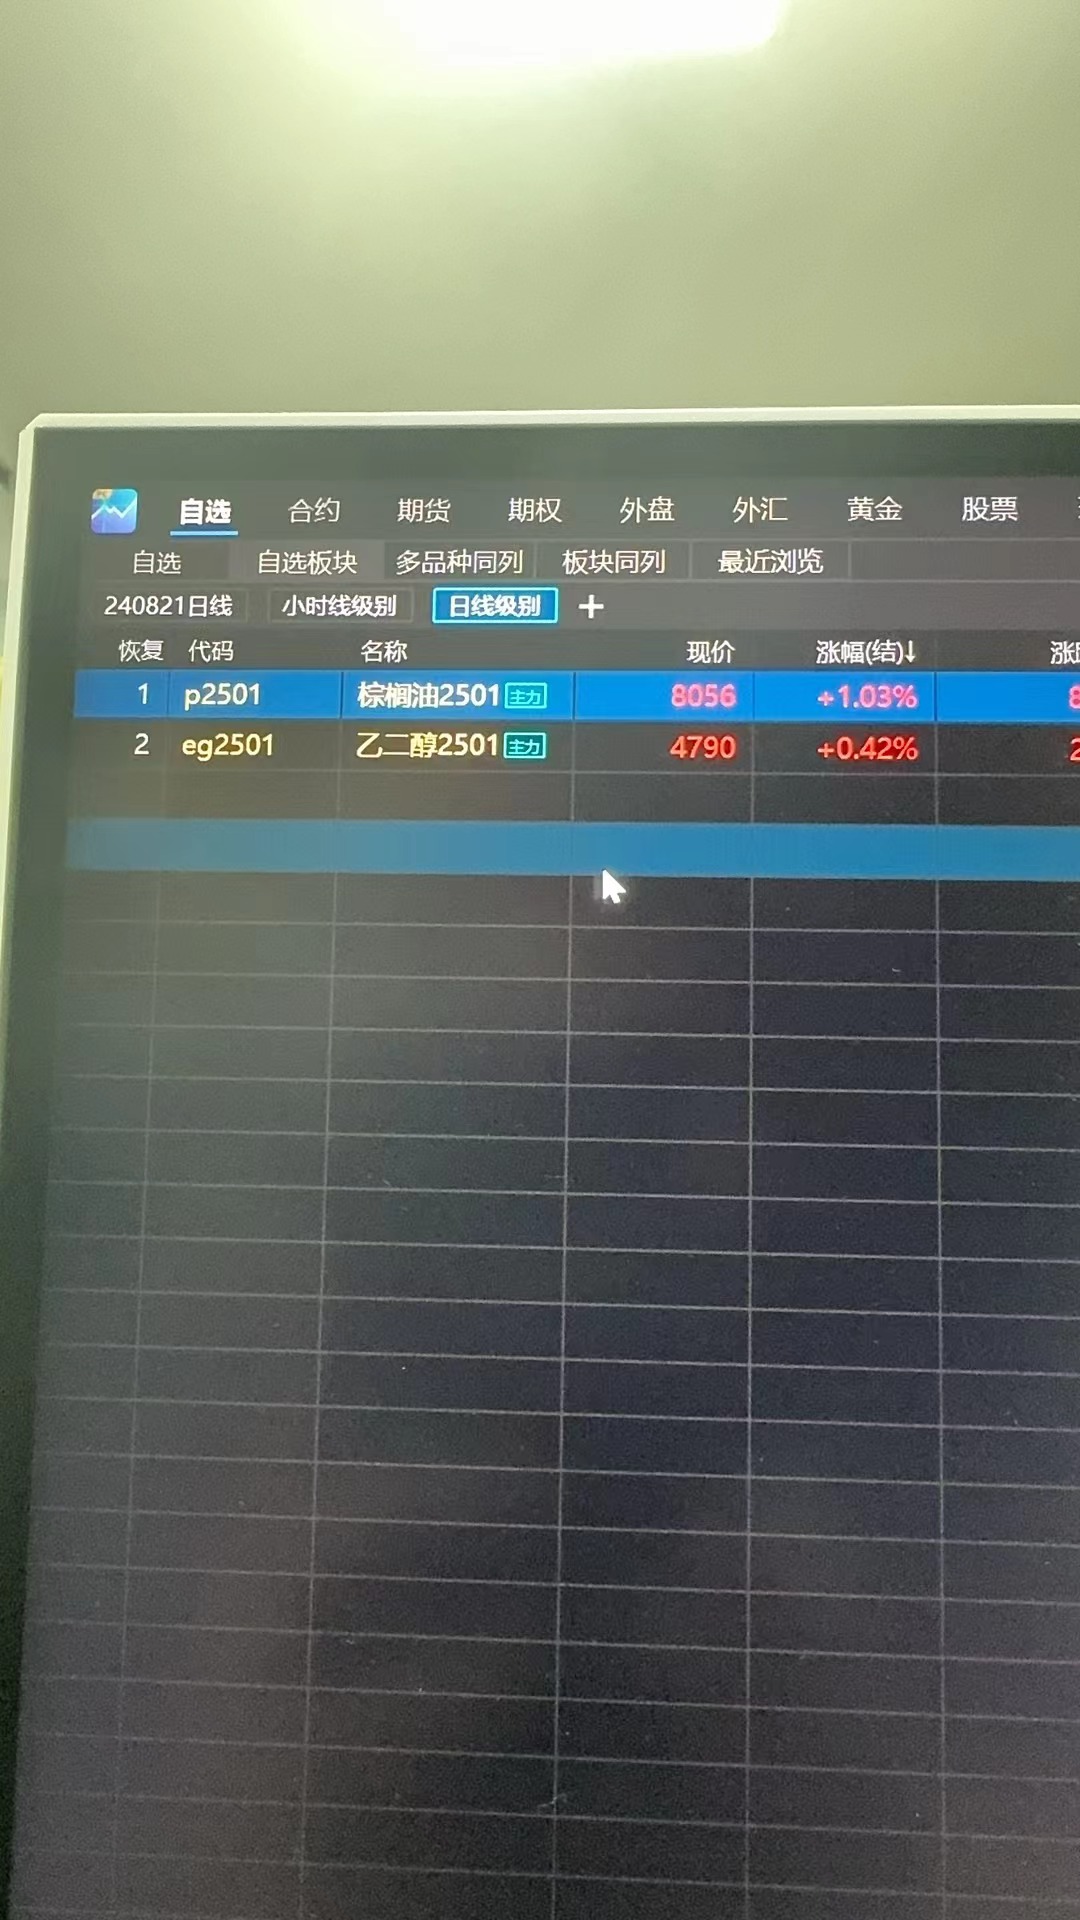 自选 合约 期货 期权 外盘 外汇 黄金 股票
自选 自选板块 多品种同列 板块同列 最近浏览
240821日线 小时线级别 日线级别 +
恢复 代码 名称 现价 涨幅(结)↓ 涨
1 p2501 棕榈油2501 主力 8056 +1.03% 8
2 eg2501 乙二醇2501 主力 4790 +0.42% 2